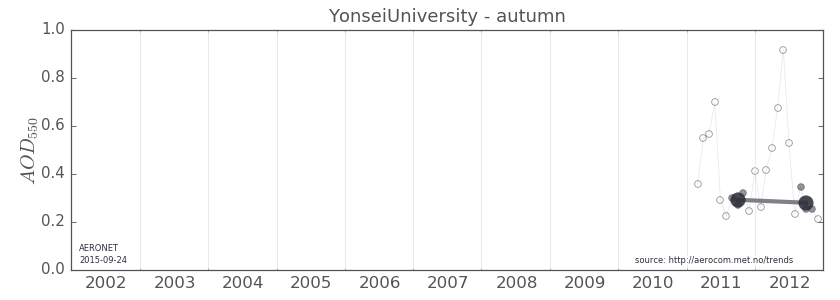 YonseiUniversity - autumn
1.0
0.8
0.6
0.4
0.2
0.0
AOD550
AERONET
2015-09-24
source: http://aerocom.met.no/trends
2002 2003 2004 2005 2006 2007 2008 2009 2010 2011 2012